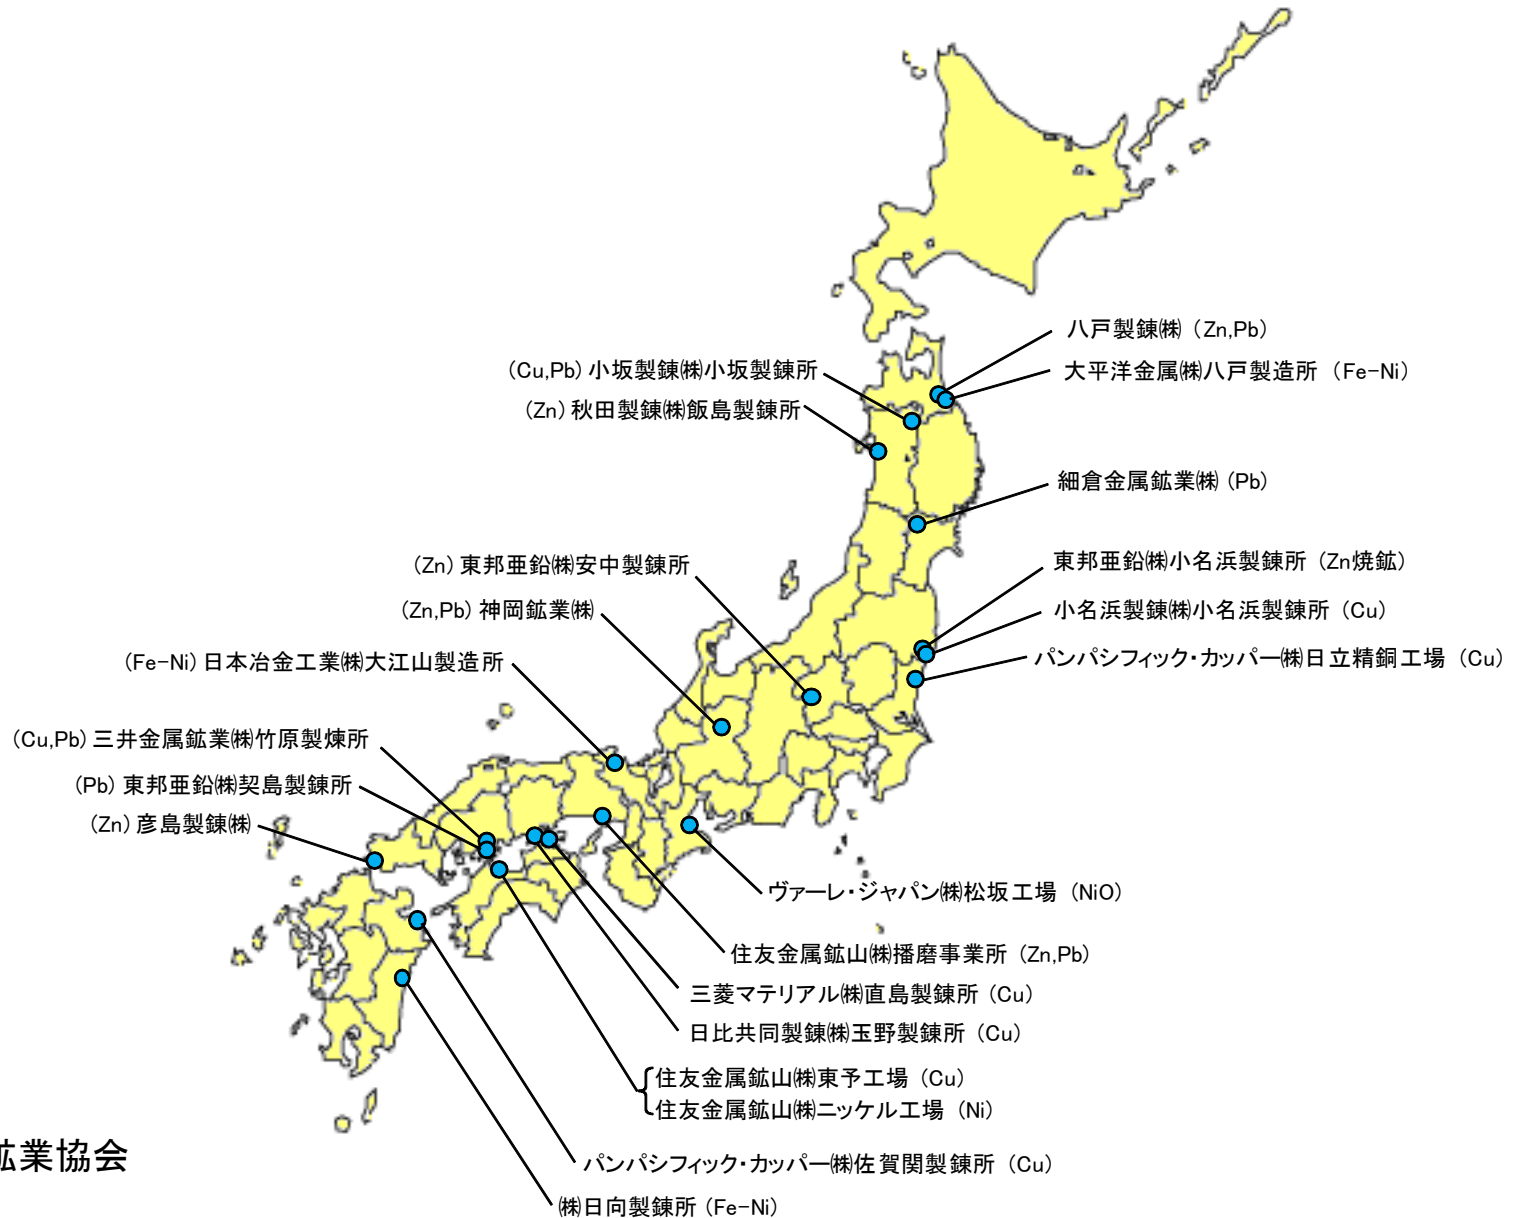 八戸製錬㈱（Zn,Pb）
（Cu,Pb）小坂製錬㈱小坂製錬所
大平洋金属㈱八戸製造所（Fe-Ni）
（Zn）秋田製錬㈱飯島製錬所
細倉金属鉱業㈱（Pb）
（Zn）東邦亜鉛㈱安中製錬所
東邦亜鉛㈱小名浜製錬所（Zn焼鉱）
（Zn,Pb）神岡鉱業㈱
小名浜製錬㈱小名浜製錬所（Cu）
（Fe-Ni）日本冶金工業㈱大江山製造所
パンパシフィック・カッパー㈱日立精銅工場（Cu）
（Cu,Pb）三井金属鉱業㈱竹原製煉所
（Pb）東邦亜鉛㈱契島製錬所
（Zn）彦島製錬㈱
ヴァーレ・ジャパン㈱松坂工場（NiO）
住友金属鉱山㈱播磨事業所（Zn,Pb）
三菱マテリアル㈱直島製錬所（Cu）
日比共同製錬㈱玉野製錬所（Cu）
住友金属鉱山㈱東予工場（Cu）
住友金属鉱山㈱ニッケル工場（Ni）
鉱業協会
パンパシフィック・カッパー㈱佐賀関製錬所（Cu）
㈱日向製錬所（Fe-Ni）